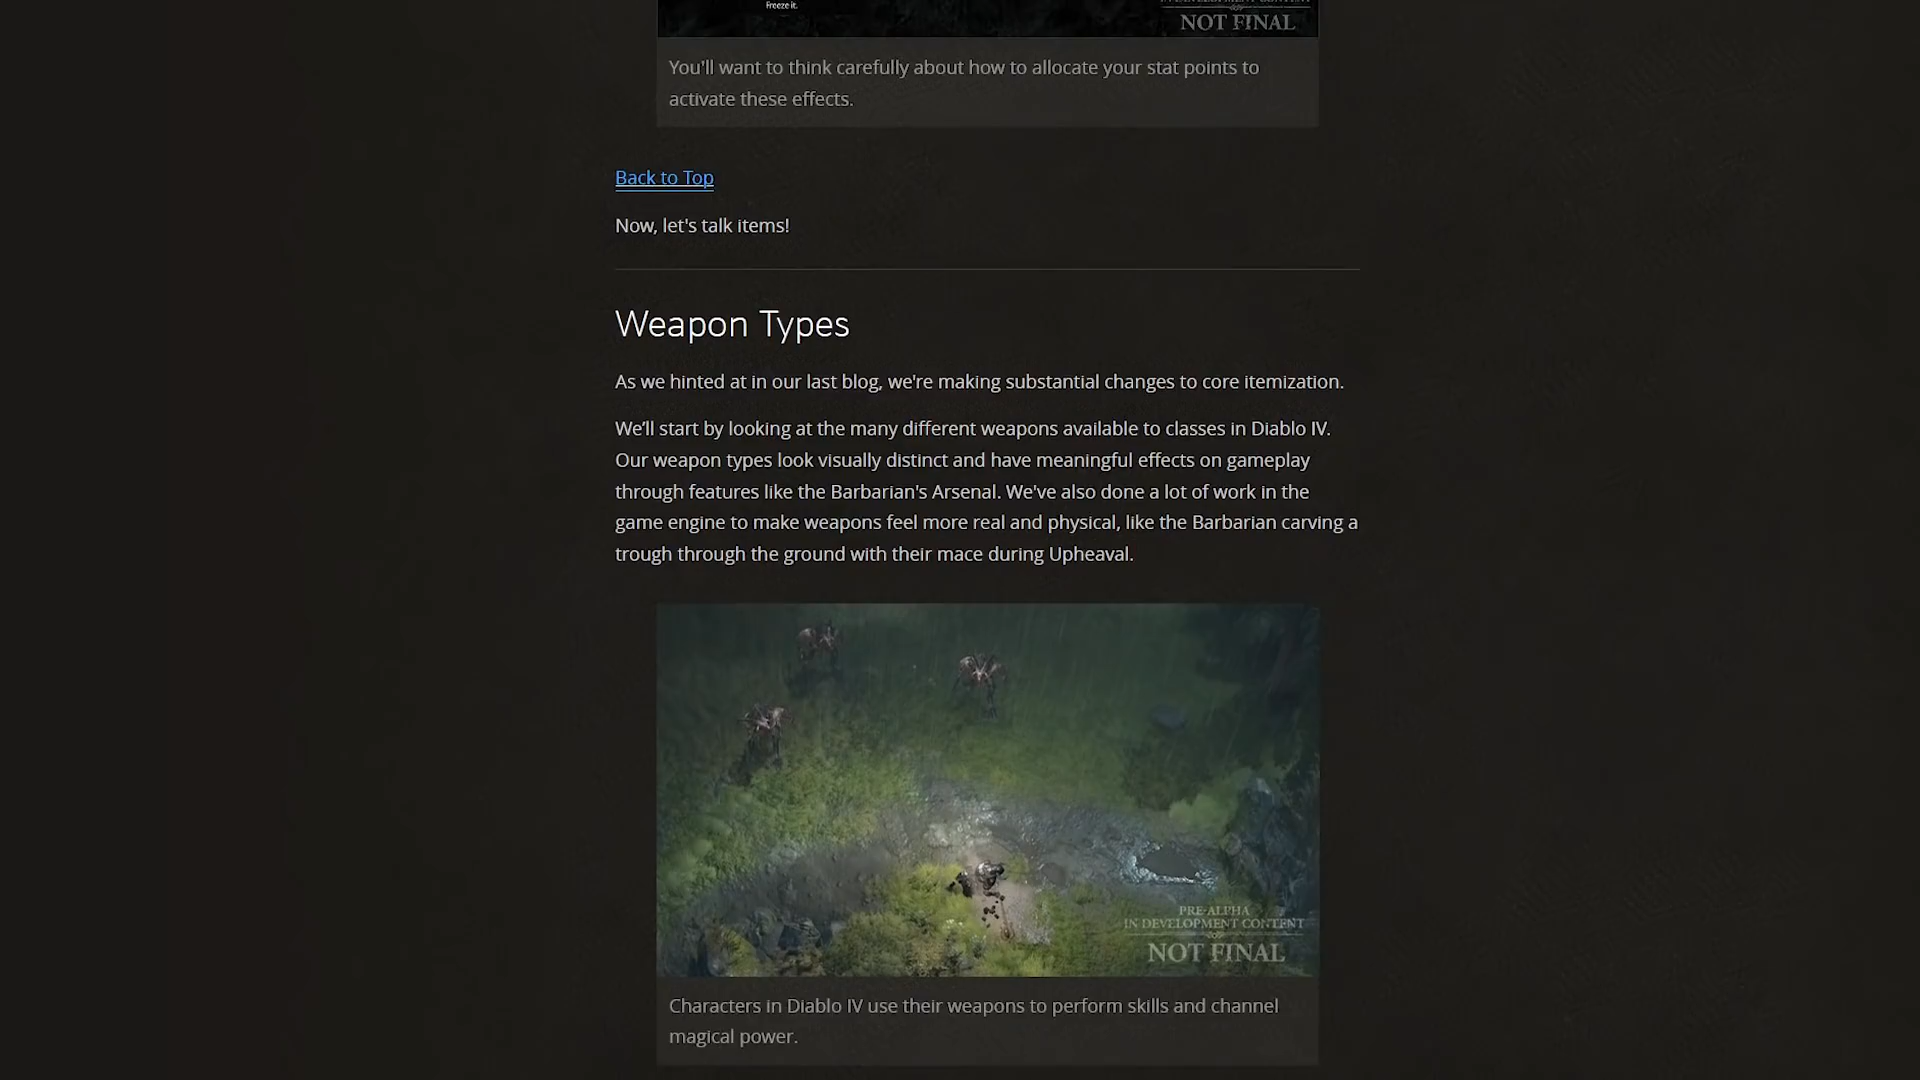 Freeze it.
IN DEVELOPMENT CONTENT
NOT FINAL
You'll want to think carefully about how to allocate your stat points to
activate these effects.
Back to Top
Now, let's talk items!
Weapon Types
As we hinted at in our last blog, we're making substantial changes to core itemization.
We’ll start by looking at the many different weapons available to classes in Diablo IV.
Our weapon types look visually distinct and have meaningful effects on gameplay
through features like the Barbarian's Arsenal. We've also done a lot of work in the
game engine to make weapons feel more real and physical, like the Barbarian carving a
trough through the ground with their mace during Upheaval.
PRE-ALPHA
IN DEVELOPMENT CONTENT
NOT FINAL
Characters in Diablo IV use their weapons to perform skills and channel
magical power.